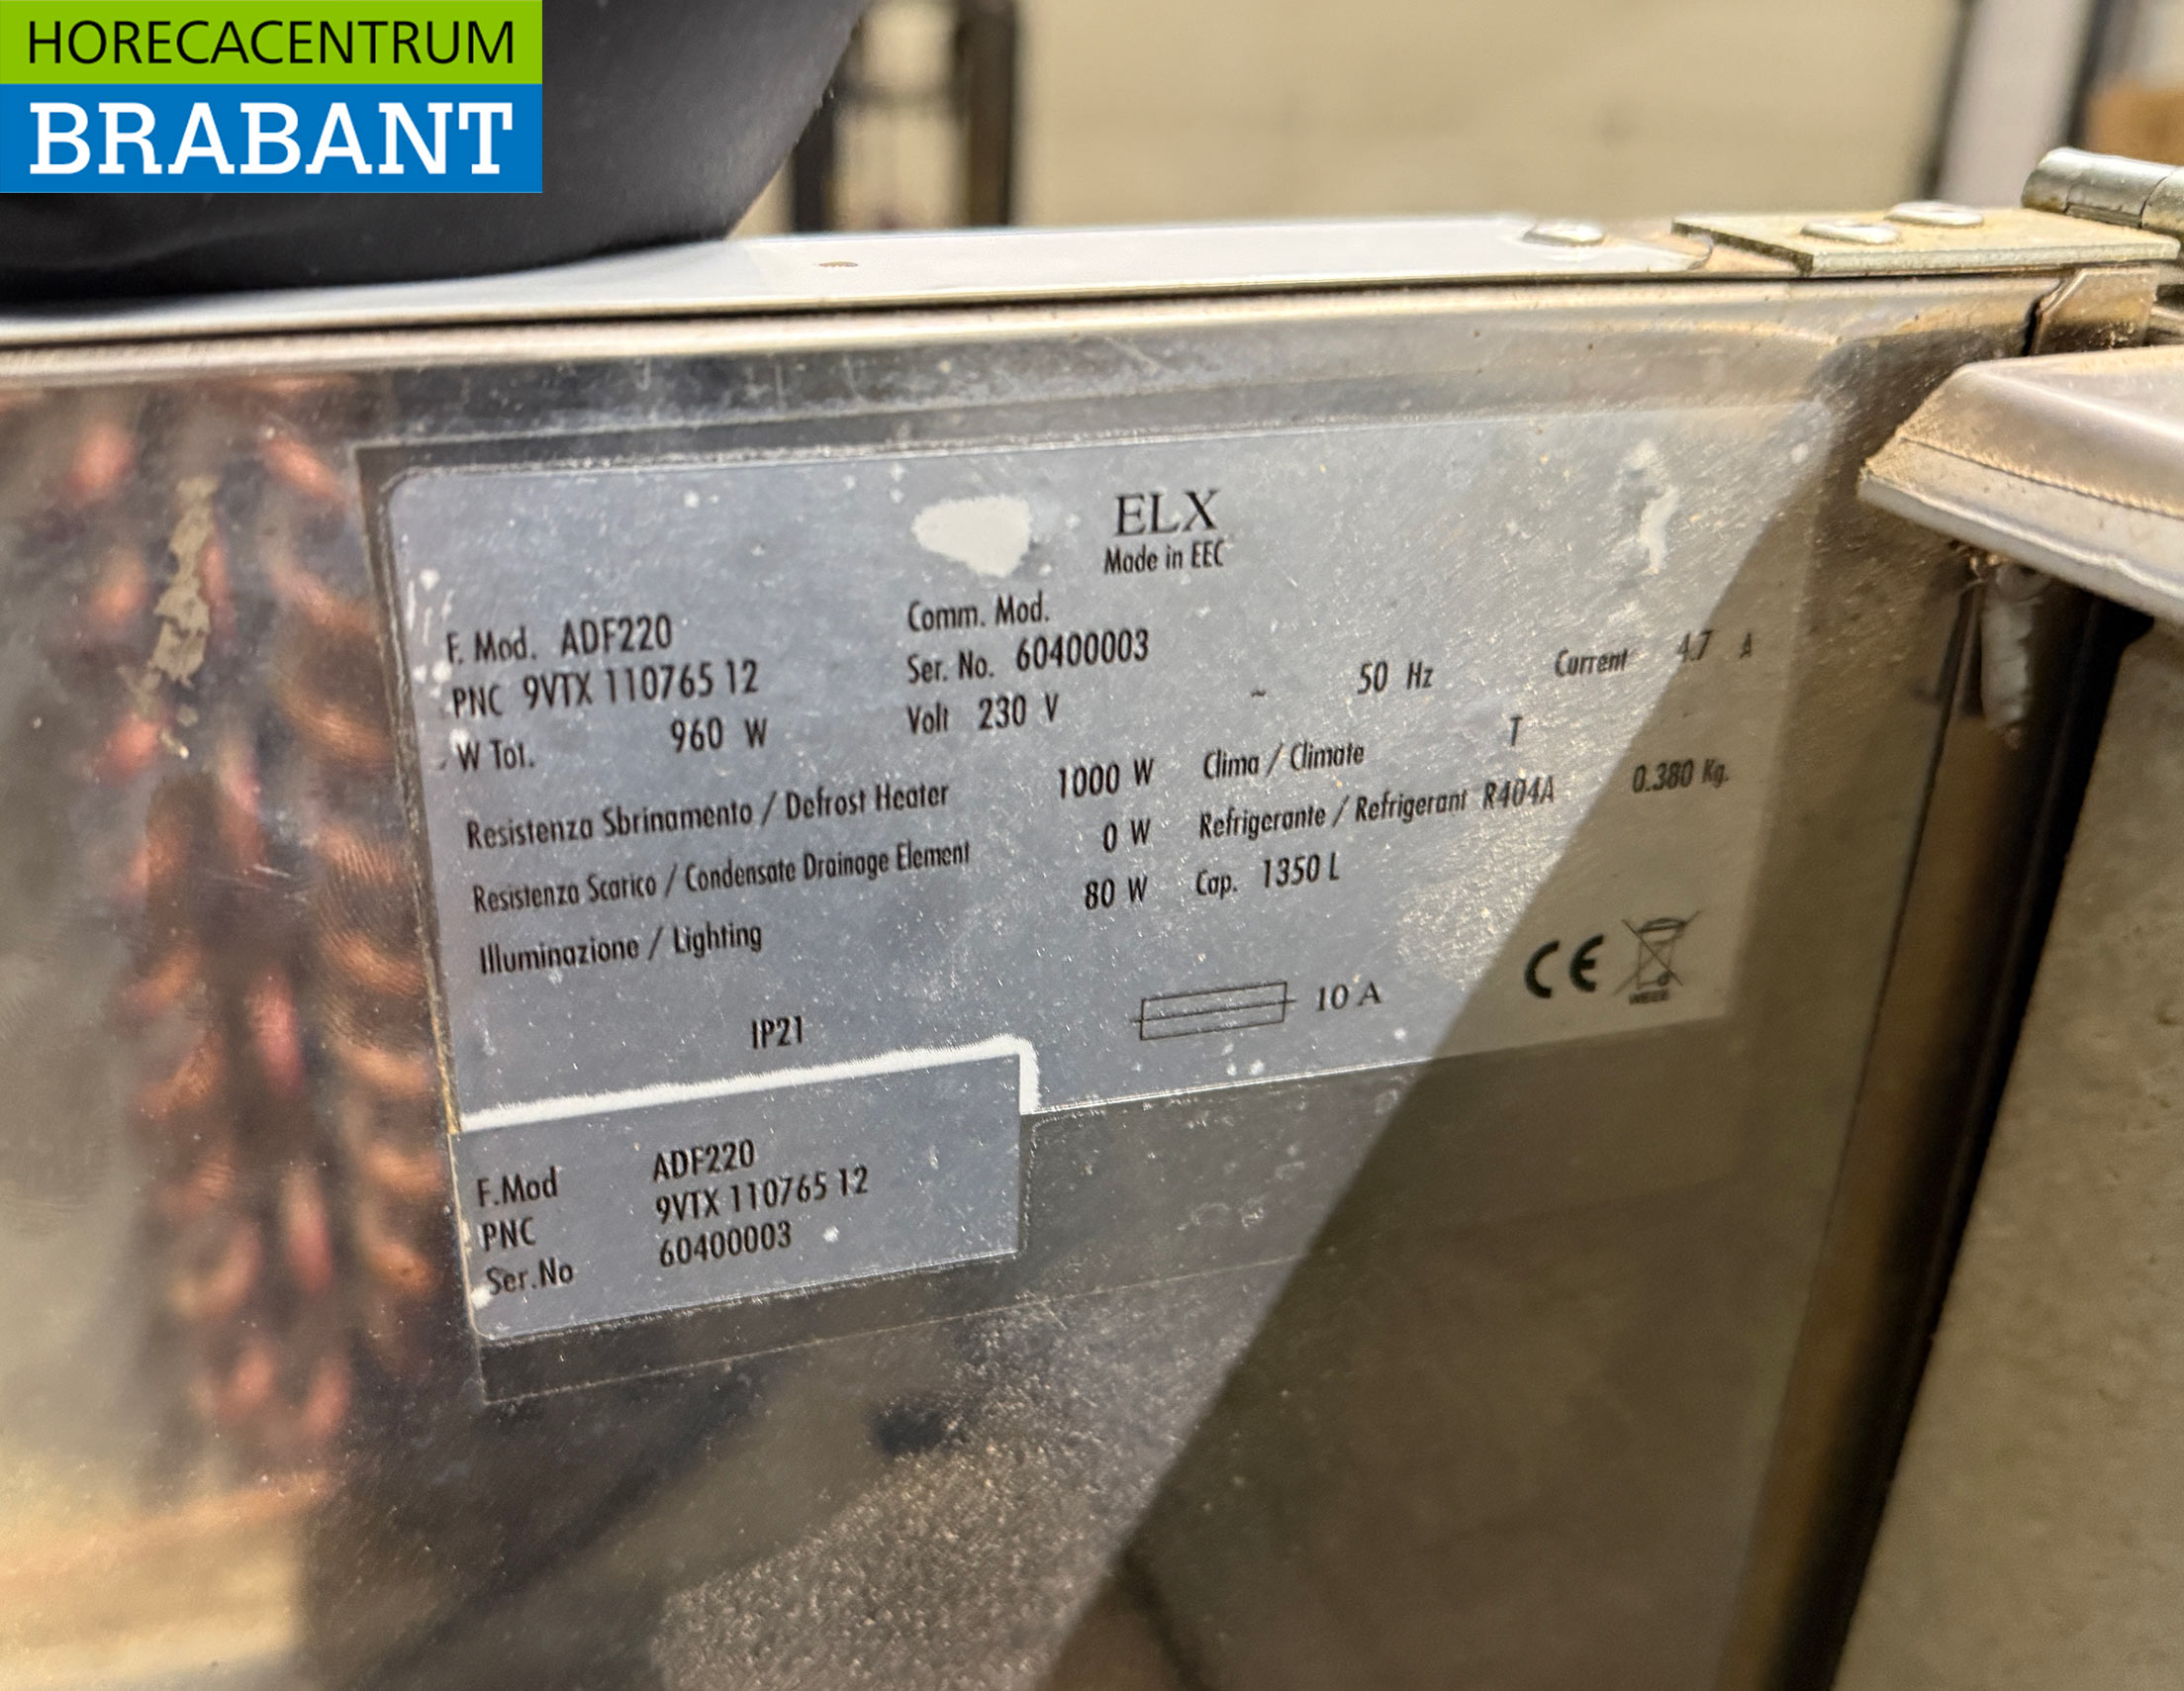 HORECACENTRUM
BRABANT
ELX
Made in EEC
F. Mod. ADF220 Comm. Mod.
PNC 9VTX 110765 12 Ser. No. 60400003
W Tot. 960 W Volt 230 V ~ 50 Hz Current 4.7 A
Resistenza Sbrinamento / Defrost Heater 1000 W Clima / Climate T
Resistenza Scarico / Condensate Drainage Element 0 W Refrigerante / Refrigerant R404A 0.380 Kg.
Illuminazione / Lighting 80 W Cap. 1350 L
IP21 10 A CE
F.Mod ADF220
PNC 9VTX 110765 12
Ser.No 60400003